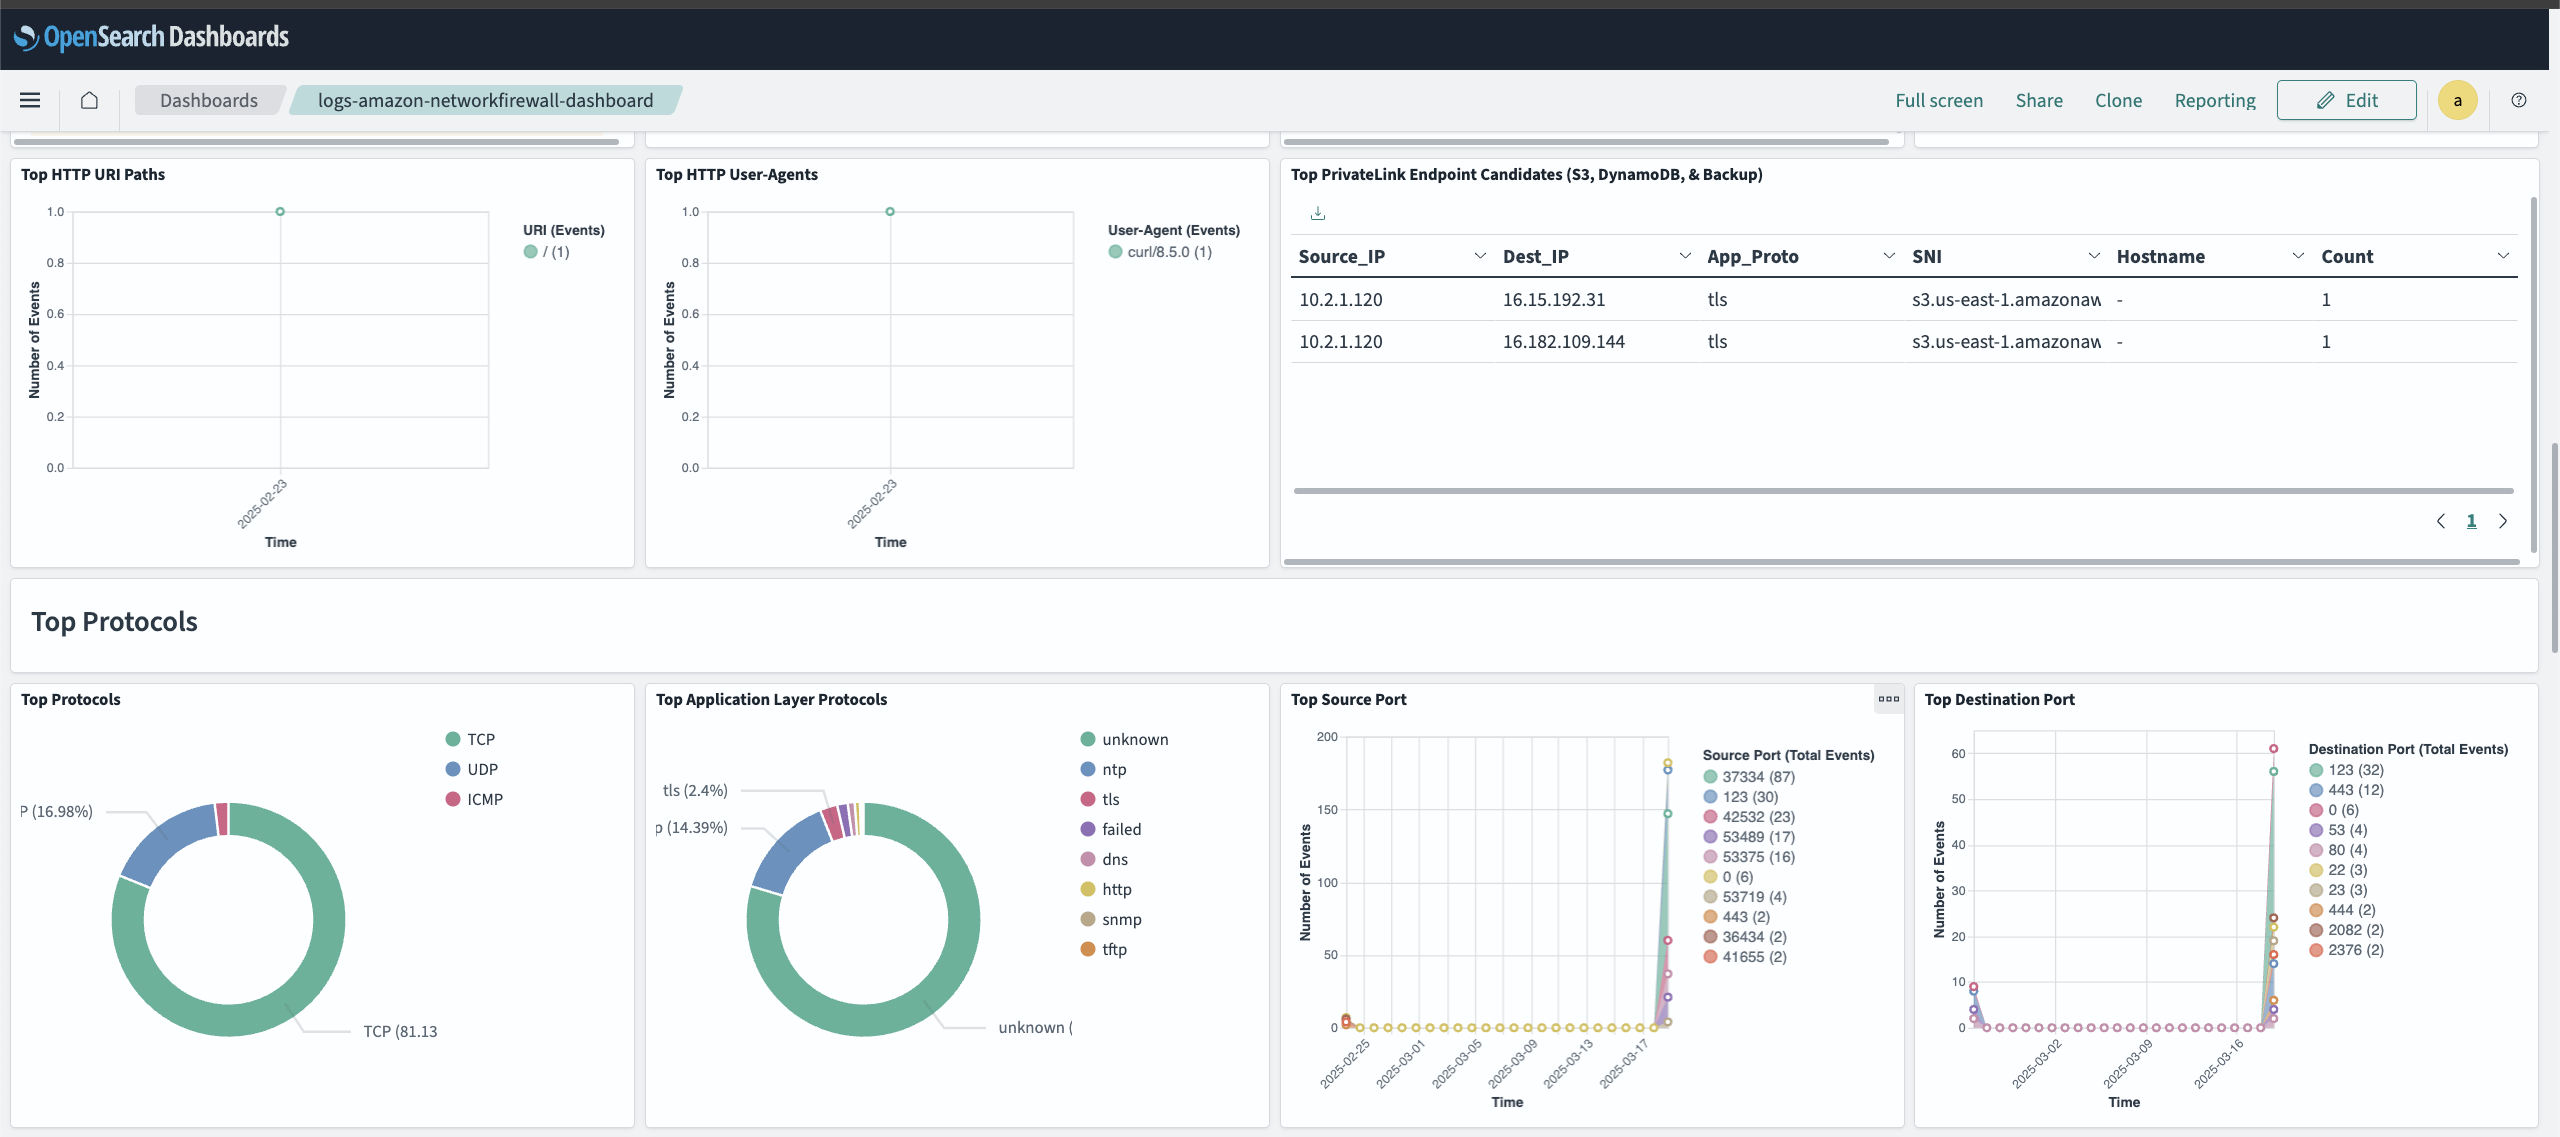 OpenSearch Dashboards
Dashboards
logs-amazon-networkfirewall-dashboard
Full screen
Share
Clone
Reporting
Edit
a
Top HTTP URI Paths
1.0
0.8
0.6
0.4
0.2
0.0
Number of Events
2025-02-23
Time
URI (Events)
/ (1)
Top HTTP User-Agents
1.0
0.8
0.6
0.4
0.2
0.0
Number of Events
2025-02-23
Time
User-Agent (Events)
curl/8.5.0 (1)
Top PrivateLink Endpoint Candidates (S3, DynamoDB, & Backup)
Source_IP Dest_IP App_Proto SNI Hostname Count
10.2.1.120 16.15.192.31 tls s3.us-east-1.amazonaw - 1
10.2.1.120 16.182.109.144 tls s3.us-east-1.amazonaw - 1
1
Top Protocols
Top Protocols
P (16.98%)
TCP (81.13
TCP
UDP
ICMP
Top Application Layer Protocols
tls (2.4%)
p (14.39%)
unknown (
unknown
ntp
tls
failed
dns
http
snmp
tftp
Top Source Port
200
150
100
50
0
Number of Events
2025-02-25
2025-03-01
2025-03-05
2025-03-09
2025-03-13
2025-03-17
Time
Source Port (Total Events)
37334 (87)
123 (30)
42532 (23)
53489 (17)
53375 (16)
0 (6)
53719 (4)
443 (2)
36434 (2)
41655 (2)
Top Destination Port
60
50
40
30
20
10
0
Number of Events
2025-03-02
2025-03-09
2025-03-16
Time
Destination Port (Total Events)
123 (32)
443 (12)
0 (6)
53 (4)
80 (4)
22 (3)
23 (3)
444 (2)
2082 (2)
2376 (2)